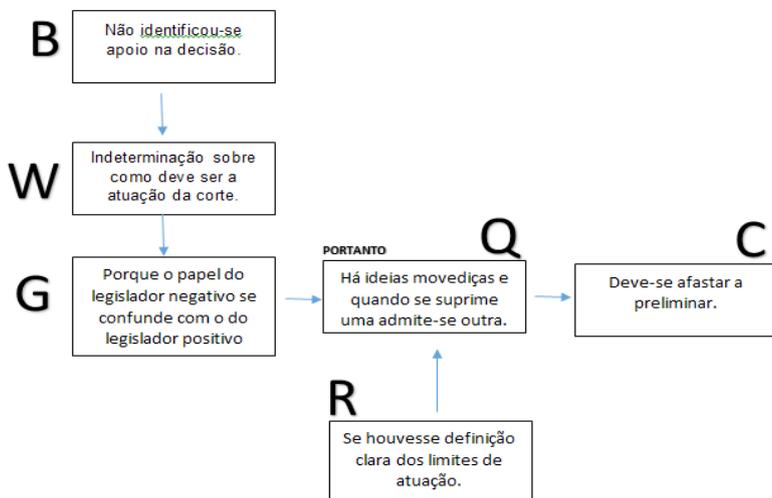 B
Não identificou-se
apoio na decisão.
W
Indeterminação sobre
como deve ser a
atuação da corte.
G
Porque o papel do
legislador negativo se
confunde com o do
legislador positivo
PORTANTO
Q
Há ideias movediças e
quando se suprime
uma admite-se outra.
C
Deve-se afastar a
preliminar.
R
Se houvesse definição
clara dos limites de
atuação.